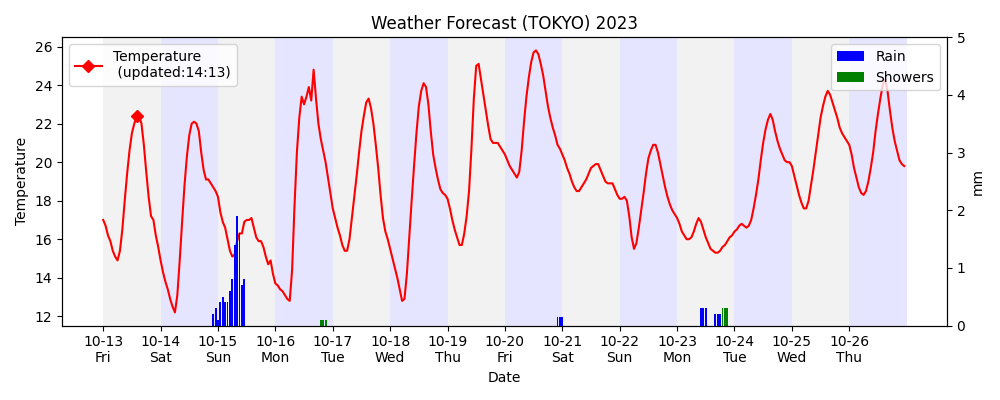 Weather Forecast (TOKYO) 2023
Temperature
(updated:14:13)
Rain
Showers
26
24
22
20
18
16
14
12
Temperature
5
4
3
2
1
0
mm
10-13 10-14 10-15 10-16 10-17 10-18 10-19 10-20 10-21 10-22 10-23 10-24 10-25 10-26
Fri Sat Sun Mon Tue Wed Thu Fri Sat Sun Mon Tue Wed Thu
Date